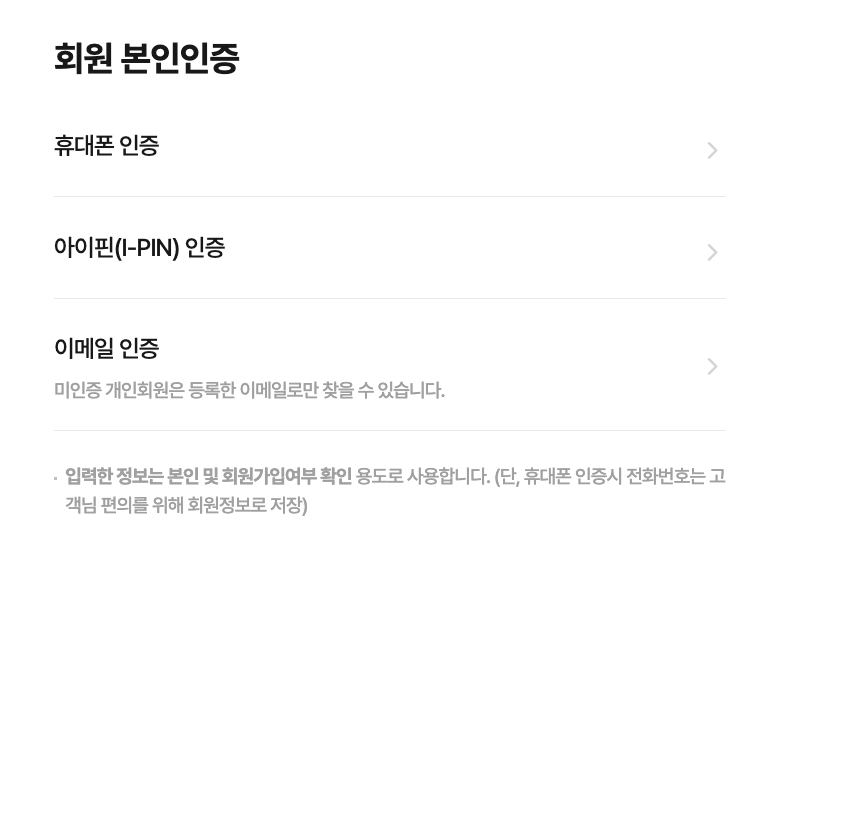 회원 본인인증
휴대폰 인증
아이핀(I-PIN) 인증
이메일 인증
미인증 개인회원은 등록한 이메일로만 찾을 수 있습니다.
· 입력한 정보는 본인 및 회원가입여부 확인 용도로 사용합니다. (단, 휴대폰 인증시 전화번호는 고
객님 편의를 위해 회원정보로 저장)